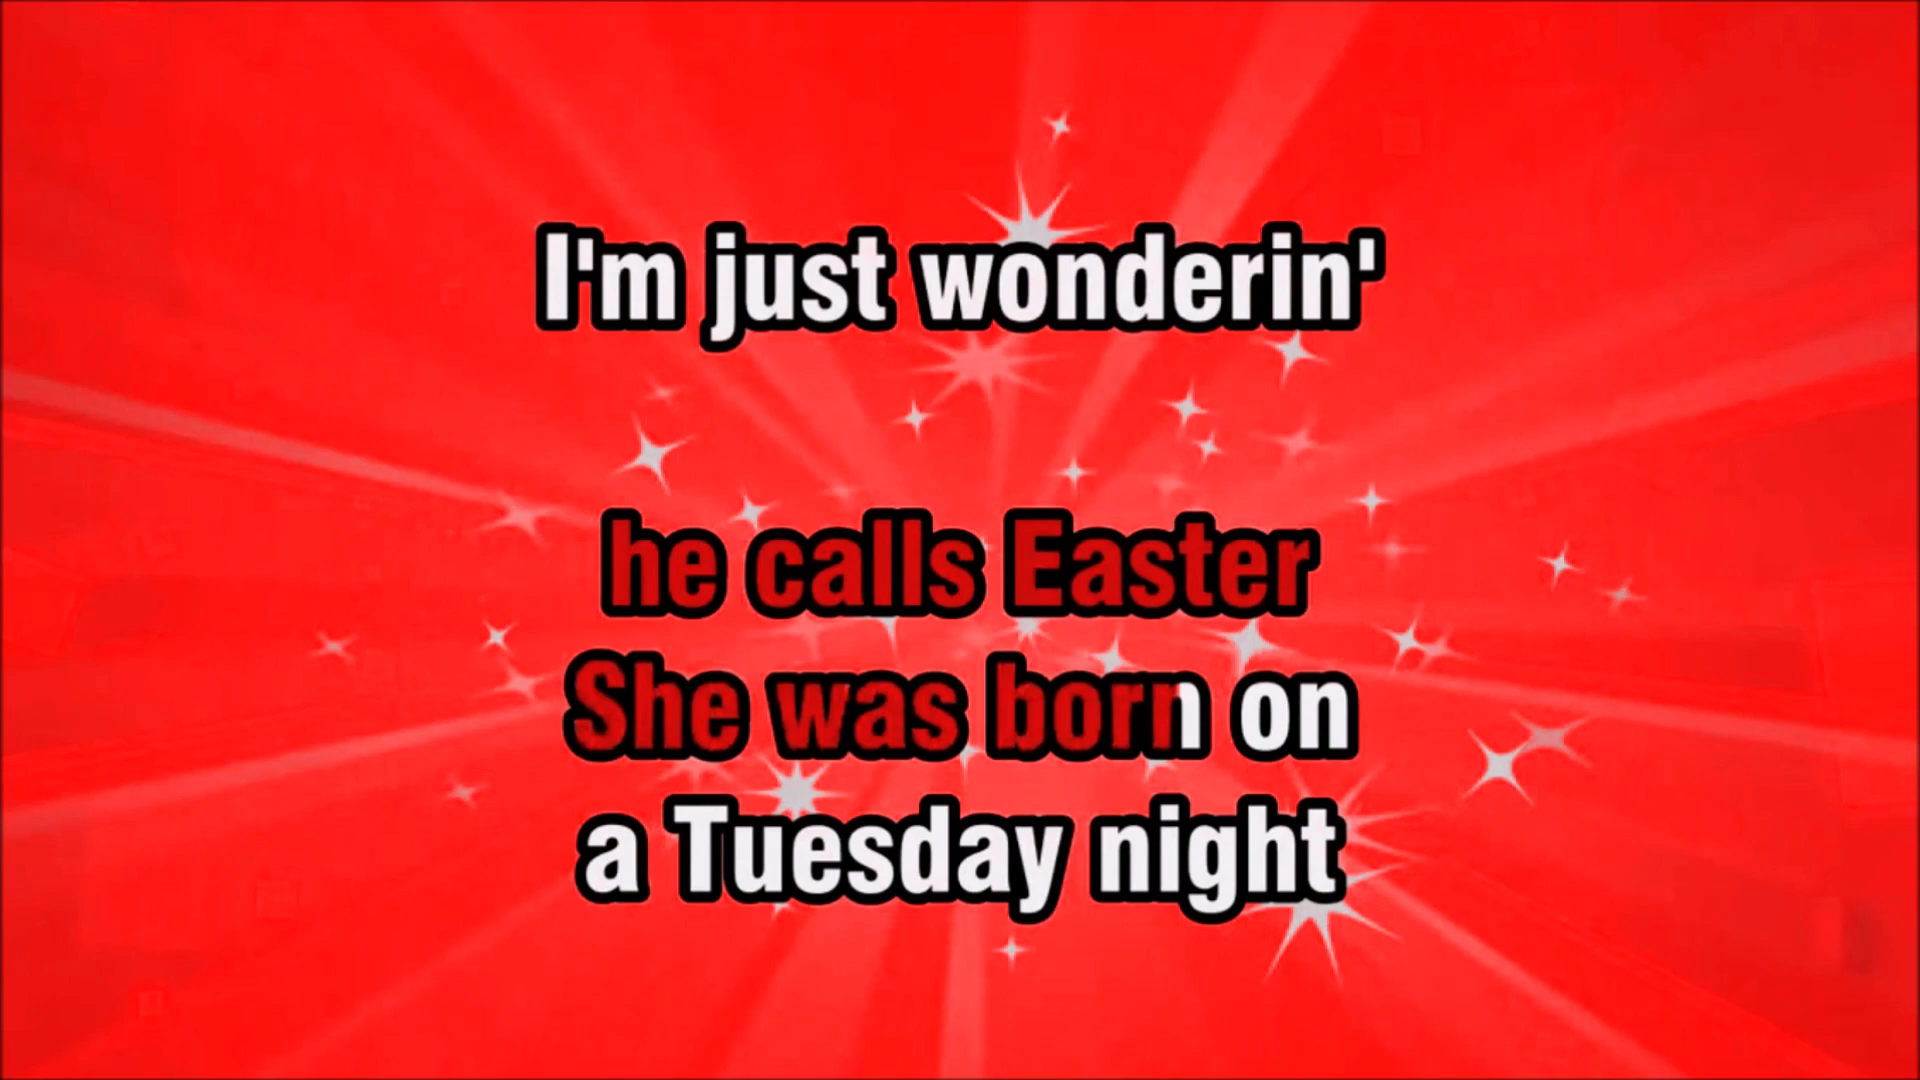 I'm just wonderin'
he calls Easter
She was born on
a Tuesday night